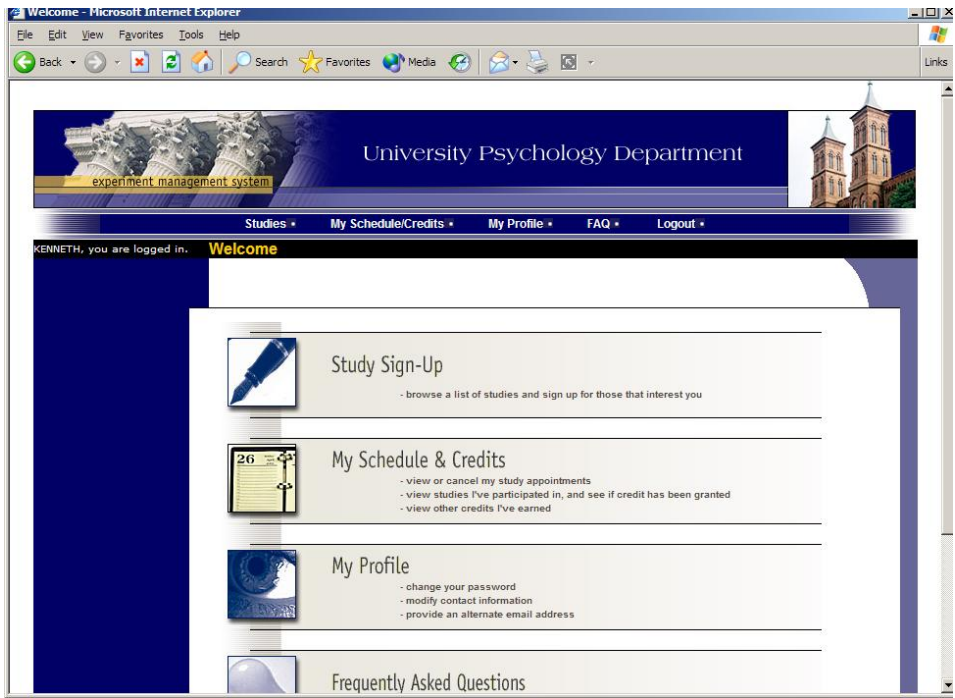 Welcome - Microsoft Internet Explorer
File Edit View Favorites Tools Help
Back Search Favorites Media Links
University Psychology Department
experiment management system
Studies My Schedule/Credits My Profile FAQ Logout
KENNETH, you are logged in. Welcome
Study Sign-Up
- browse a list of studies and sign up for those that interest you
26
My Schedule & Credits
- view or cancel my study appointments
- view studies I've participated in, and see if credit has been granted
- view other credits I've earned
My Profile
- change your password
- modify contact information
- provide an alternate email address
Frequently Asked Questions